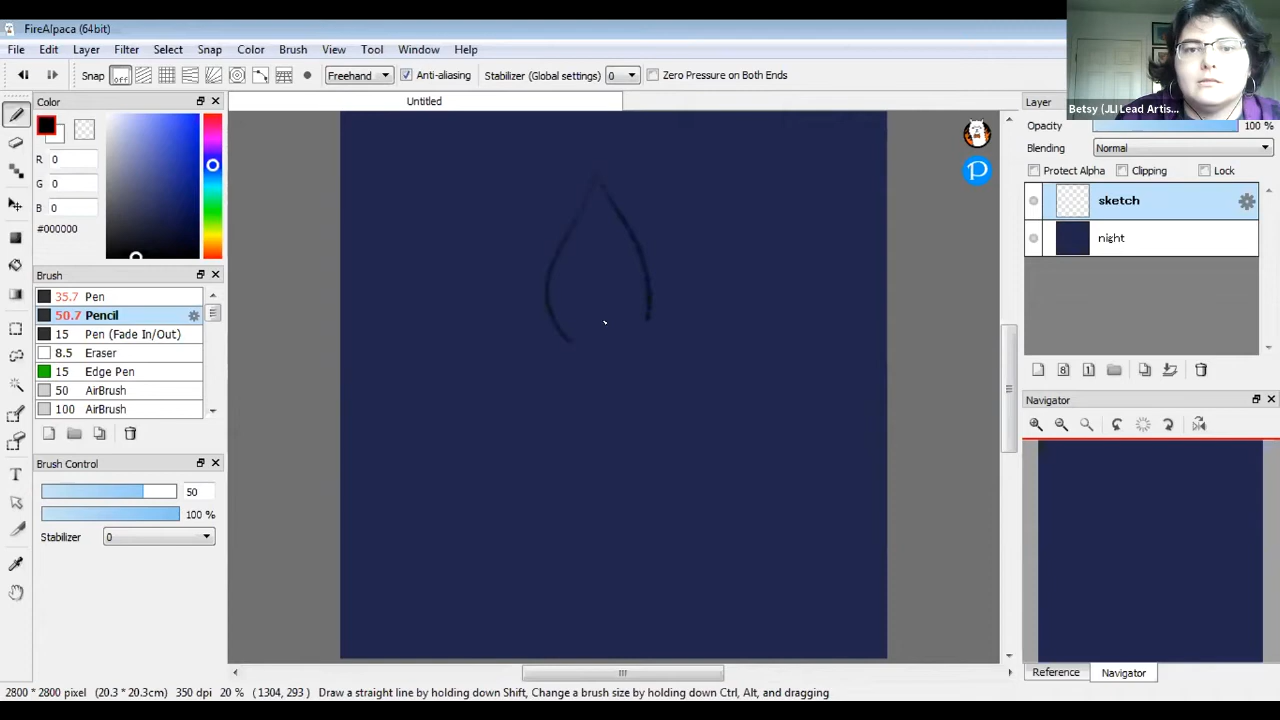 FireAlpaca (64bit)
File Edit Layer Filter Select Snap Color Brush View Tool Window Help
Snap off Freehand Anti-aliasing Stabilizer (Global settings) 0 Zero Pressure on Both Ends
Color
R 0
G 0
B 0
#000000
Brush
35.7 Pen
50.7 Pencil
15 Pen (Fade In/Out)
8.5 Eraser
15 Edge Pen
50 AirBrush
100 AirBrush
Brush Control
50
100 %
Stabilizer 0
Untitled
P
Betsy (JLI Lead Artis...
Layer
Opacity 100 %
Blending Normal
Protect Alpha Clipping Lock
sketch
night
8 1
Navigator
Reference Navigator
2800 * 2800 pixel (20.3 * 20.3cm) 350 dpi 20 % (1304, 293) Draw a straight line by holding down Shift, Change a brush size by holding down Ctrl, Alt, and dragging